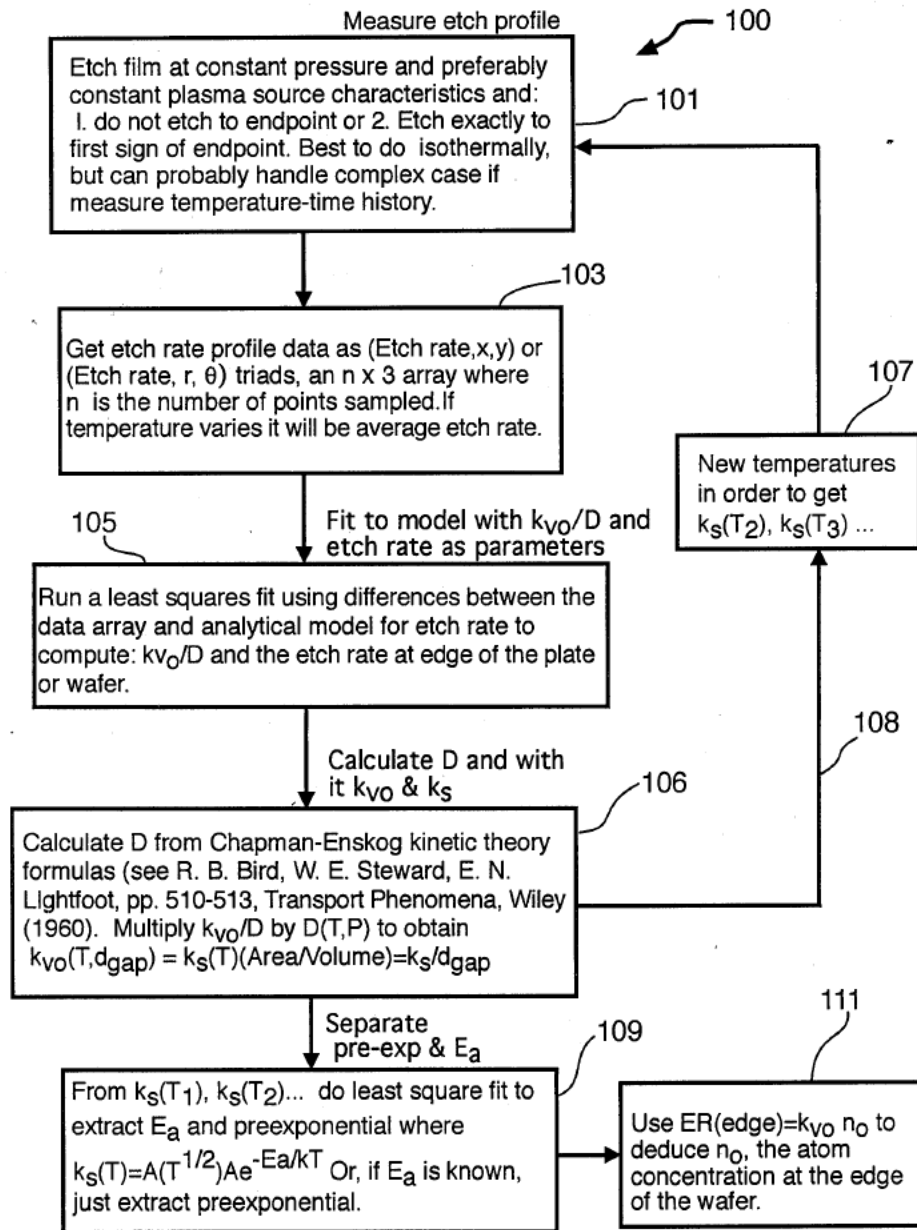 Measure etch profile
100
Etch film at constant pressure and preferably
constant plasma source characteristics and:
I. do not etch to endpoint or 2. Etch exactly to
first sign of endpoint. Best to do isothermally,
but can probably handle complex case if
measure temperature-time history.
101
103
Get etch rate profile data as (Etch rate,x,y) or
(Etch rate, r, θ) triads, an n x 3 array where
n is the number of points sampled.If
temperature varies it will be average etch rate.
107
New temperatures
in order to get
kₛ(T₂), kₛ(T₃) ...
Fit to model with k_vo/D and
etch rate as parameters
105
Run a least squares fit using differences between the
data array and analytical model for etch rate to
compute: kv₀/D and the etch rate at edge of the plate
or wafer.
108
Calculate D and with
it k_vo & kₛ
106
Calculate D from Chapman-Enskog kinetic theory
formulas (see R. B. Bird, W. E. Steward, E. N.
LIghtfoot, pp. 510-513, Transport Phenomena, Wiley
(1960). Multiply k_vo/D by D(T,P) to obtain
k_vo(T,d_gap) = kₛ(T)(Area/Volume)=kₛ/d_gap
Separate
pre-exp & Eₐ
109
From kₛ(T₁), kₛ(T₂)... do least square fit to
extract Eₐ and preexponential where
kₛ(T)=A(T^1/2)Ae^-Ea/kT Or, if Eₐ is known,
just extract preexponential.
111
Use ER(edge)=k_vo n₀ to
deduce n₀, the atom
concentration at the edge
of the wafer.